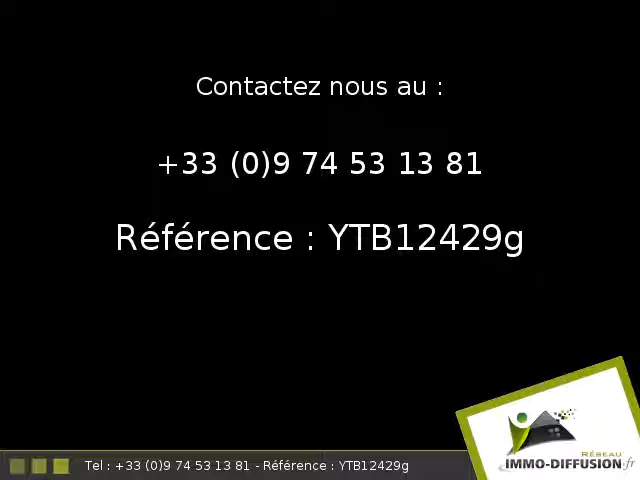 Contactez nous au :
+33 (0)9 74 53 13 81
Référence : YTB12429g
RÉSEAU
IMMO-DIFFUSION.fr
Tel : +33 (0)9 74 53 13 81 - Référence : YTB12429g